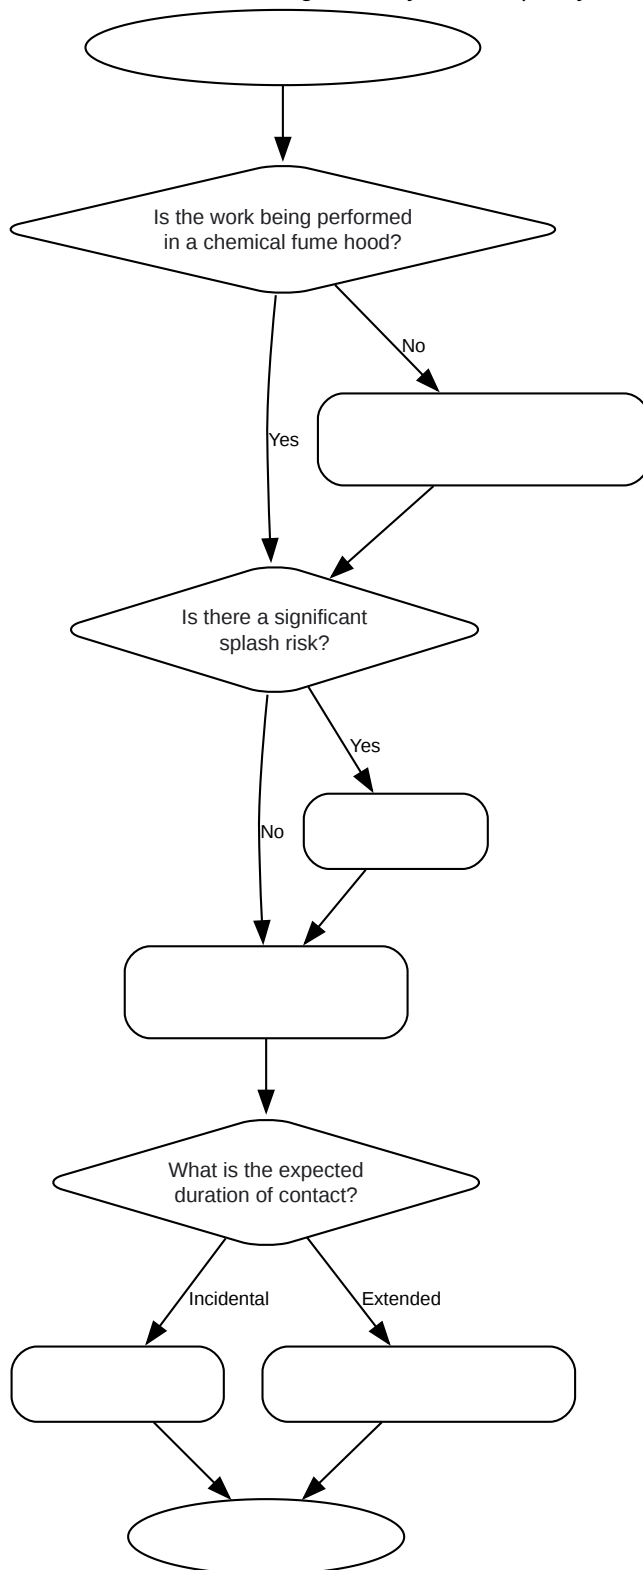 Is the work being performed
in a chemical fume hood?
No
Yes
Is there a significant
splash risk?
Yes
No
What is the expected
duration of contact?
Incidental
Extended